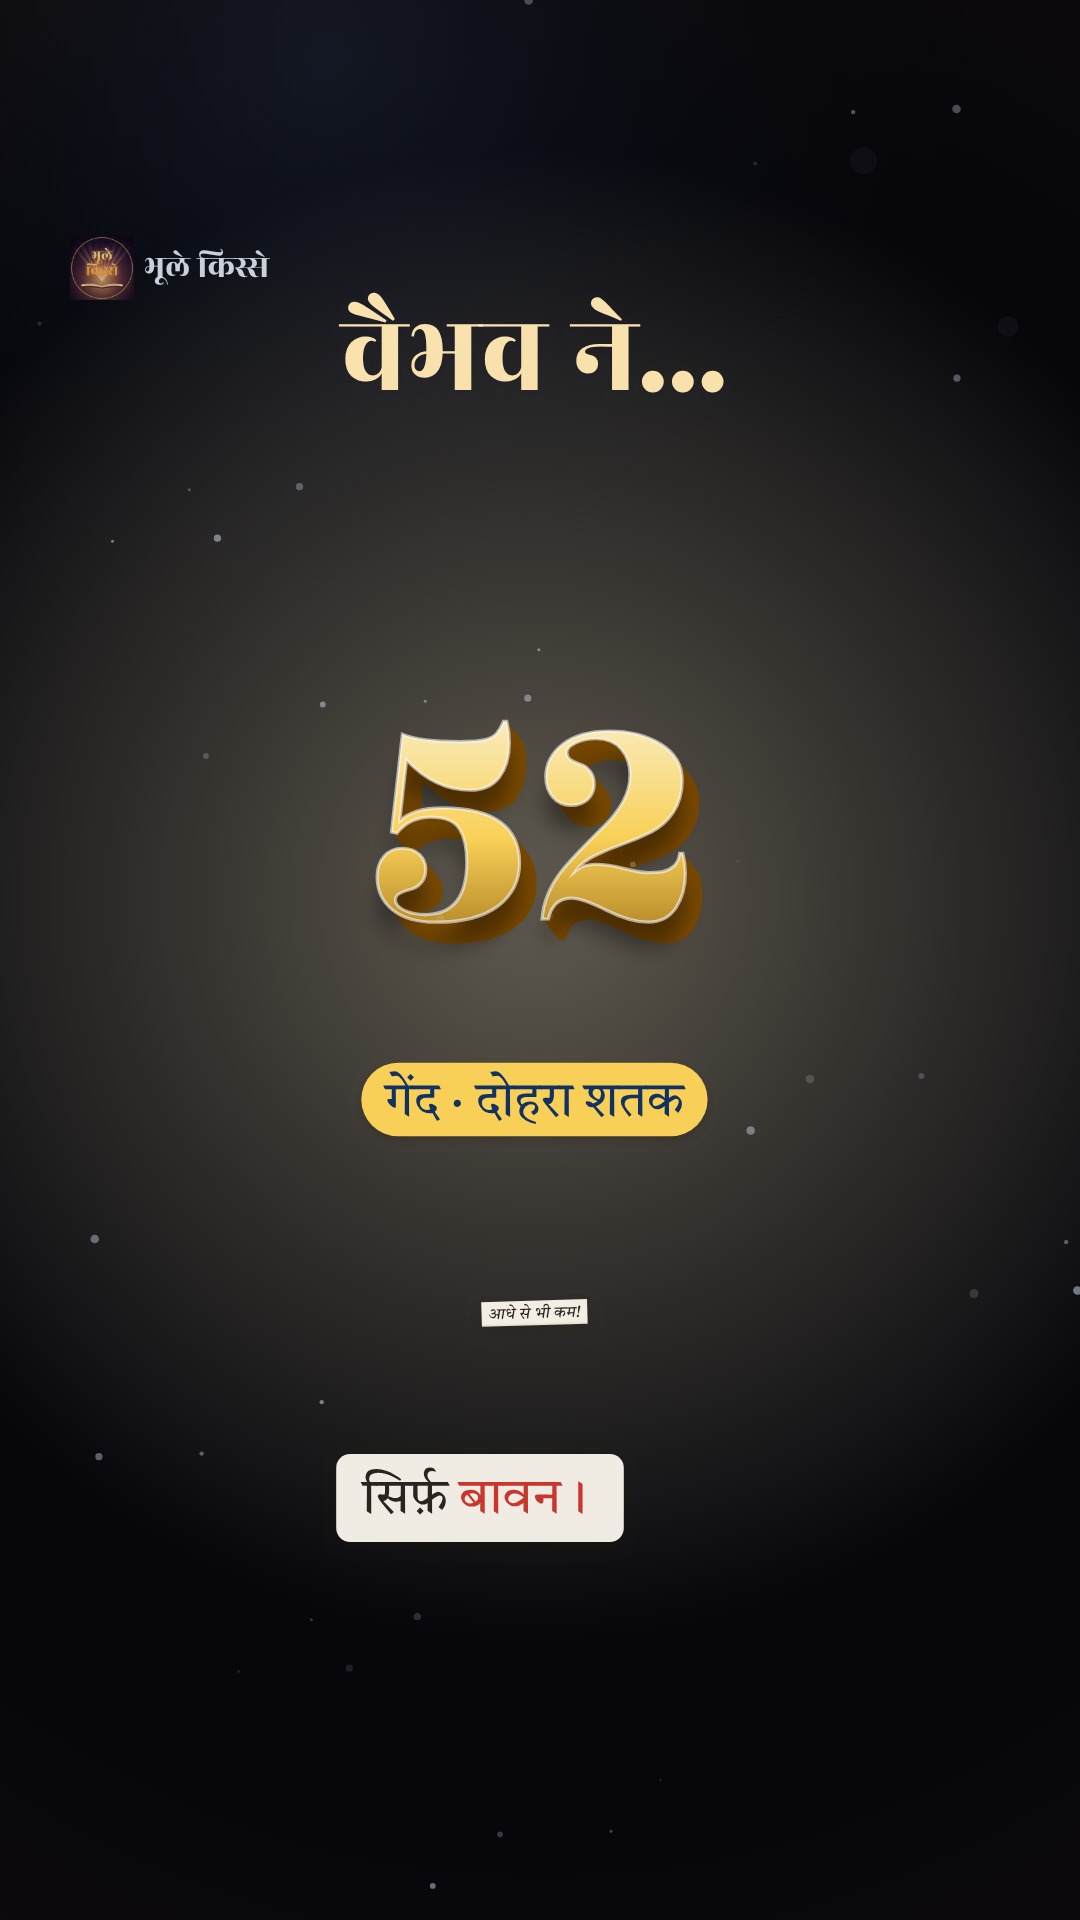 भूले
किस्से
भूले किस्से
वैभव ने...
52
गेंद · दोहरा शतक
आधे से भी कम!
सिर्फ़ बावन।